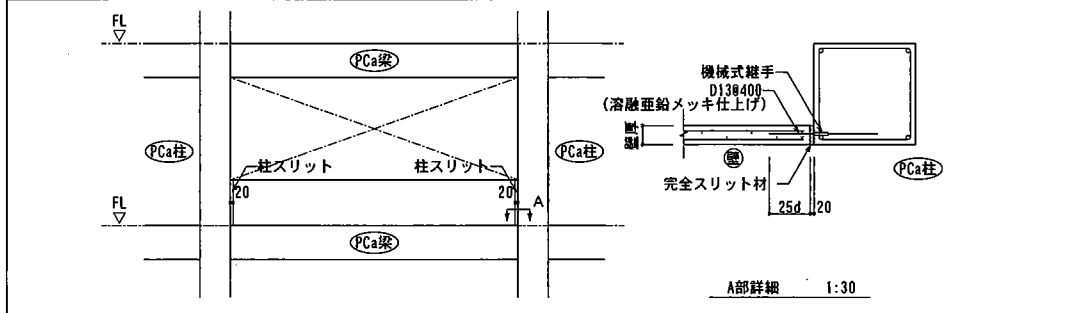 FL
PCa梁
PCa柱
柱スリット
柱スリット
PCa柱
20
20
A
FL
PCa梁
機械式継手
D13@400
(溶融亜鉛メッキ仕上げ)
壁厚
壁
PCa柱
完全スリット材
25d
20
A部詳細 1:30